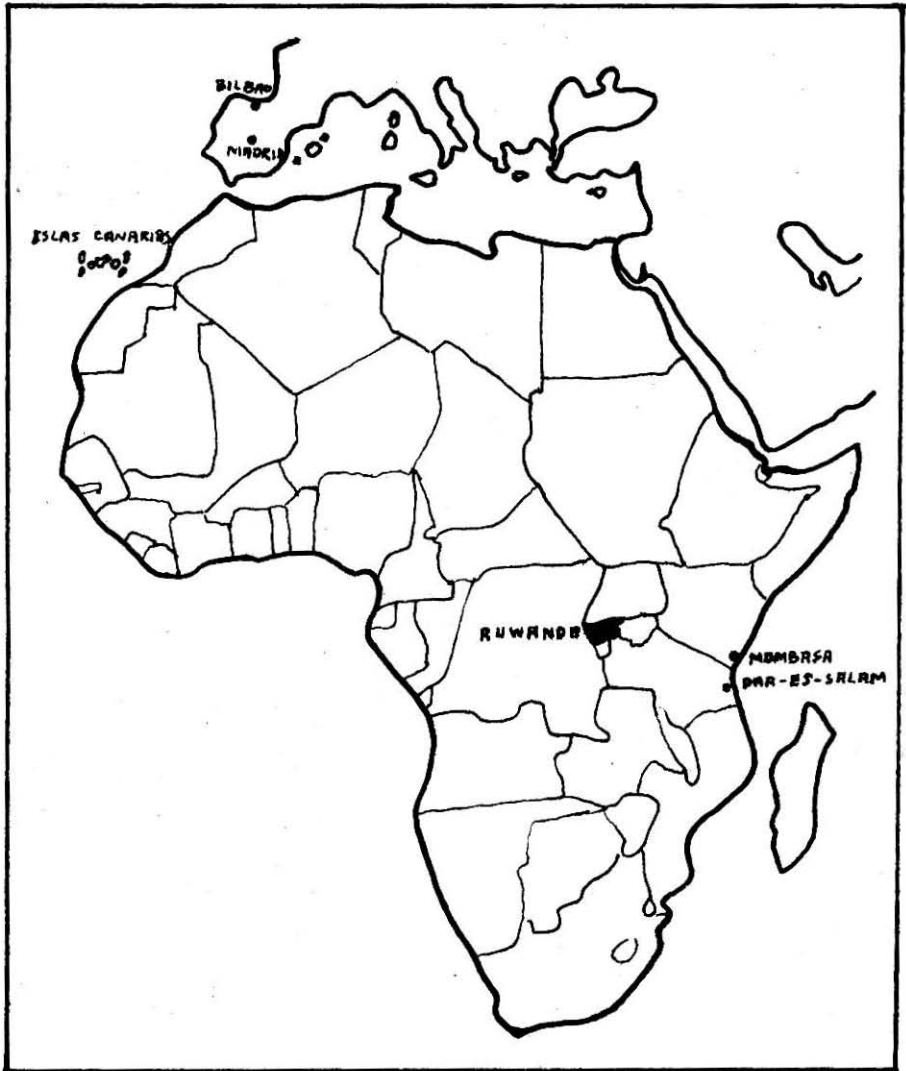 BILBAO
MADRID
ISLAS CANARIAS
RUWANDA
MOMBASA
DAR-ES-SALAM